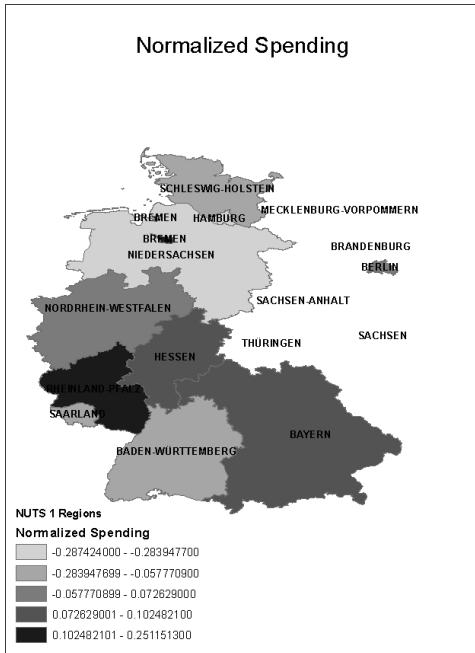 Normalized Spending
SCHLESWIG-HOLSTEIN
MECKLENBURG-VORPOMMERN
BREMEN
HAMBURG
BREMEN
BRANDENBURG
NIEDERSACHSEN
BERLIN
SACHSEN-ANHALT
NORDRHEIN-WESTFALEN
SACHSEN
THÜRINGEN
HESSEN
RHEINLAND-PFALZ
SAARLAND
BAYERN
BADEN-WÜRTTEMBERG
NUTS 1 Regions
Normalized Spending
-0.287424000 - -0.283947700
-0.283947699 - -0.057770900
-0.057770899 - 0.072629000
0.072629001 - 0.102482100
0.102482101 - 0.251151300